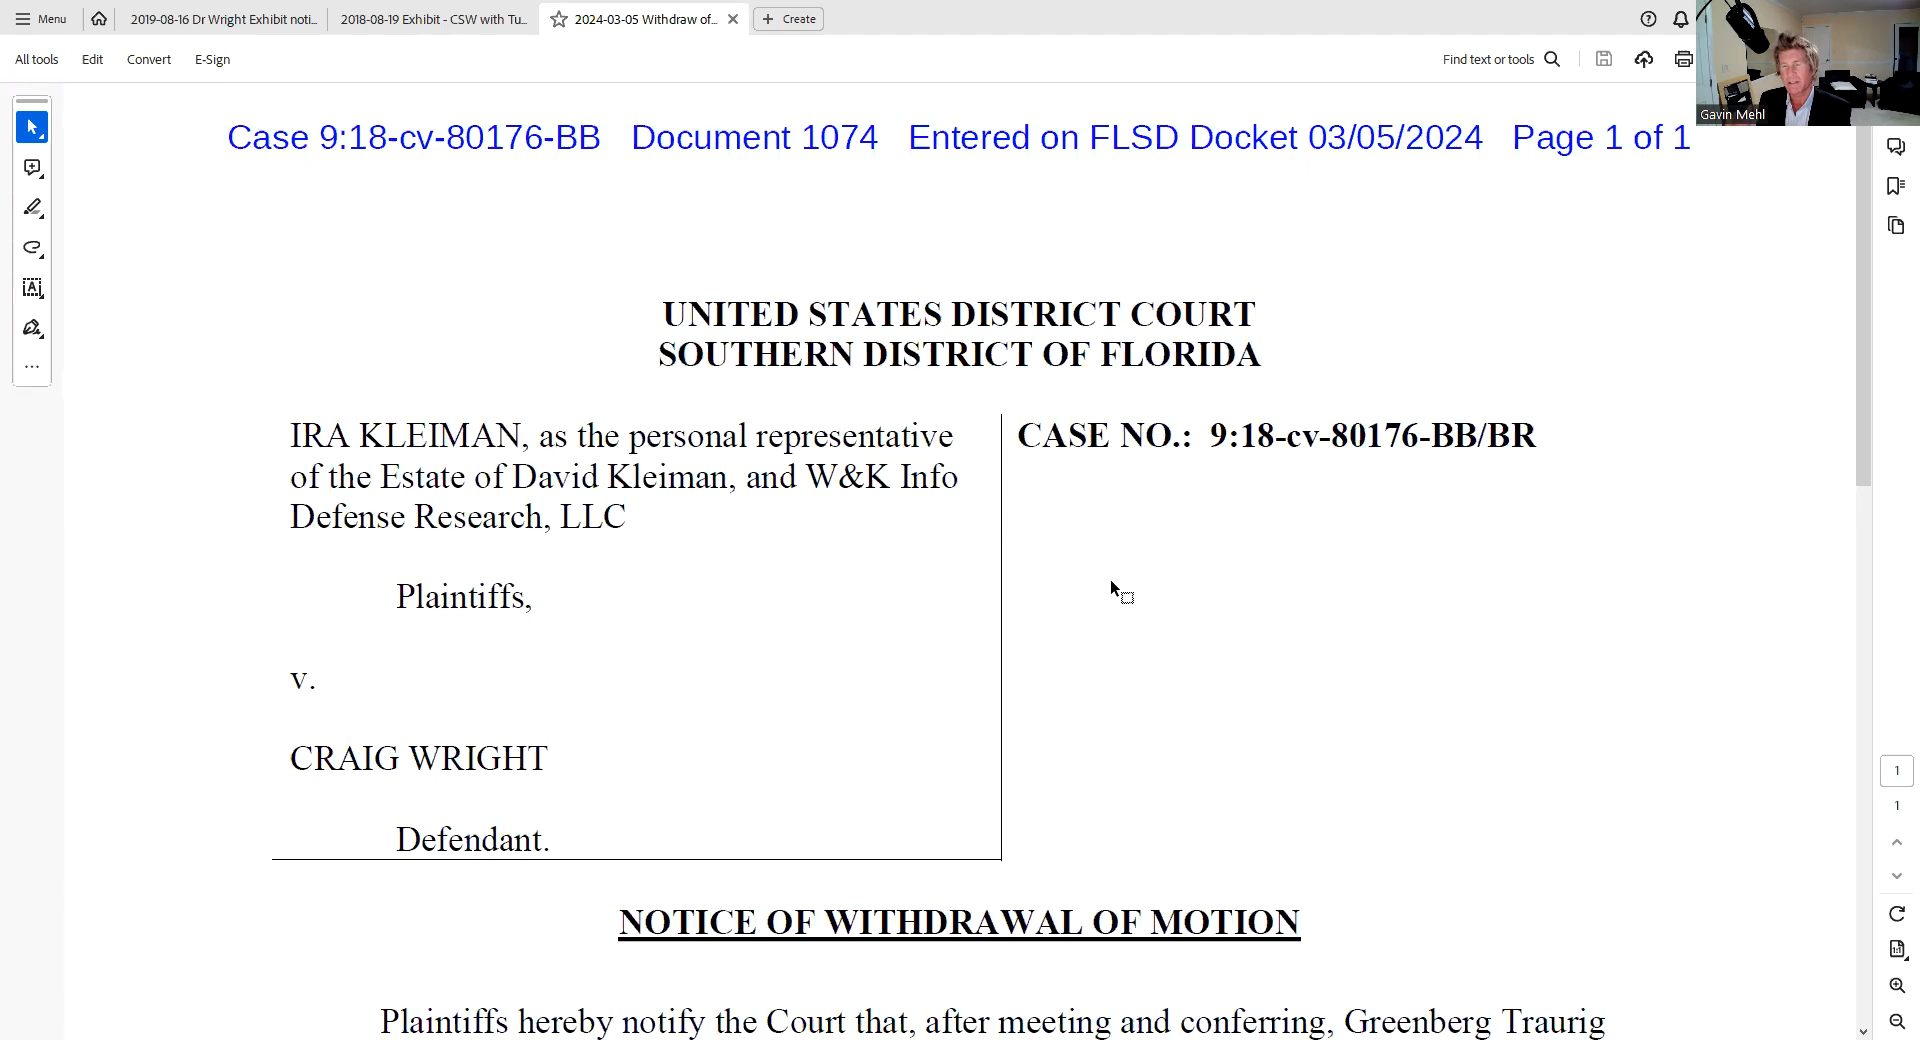 Menu
2019-08-16 Dr Wright Exhibit noti...
2018-08-19 Exhibit - CSW with Tu...
2024-03-05 Withdraw of...
Create
All tools
Edit
Convert
E-Sign
Find text or tools
Gavin Mehl
Case 9:18-cv-80176-BB Document 1074 Entered on FLSD Docket 03/05/2024 Page 1 of 1
UNITED STATES DISTRICT COURT
SOUTHERN DISTRICT OF FLORIDA
IRA KLEIMAN, as the personal representative
of the Estate of David Kleiman, and W&K Info
Defense Research, LLC
Plaintiffs,
v.
CRAIG WRIGHT
Defendant.
CASE NO.: 9:18-cv-80176-BB/BR
NOTICE OF WITHDRAWAL OF MOTION
Plaintiffs hereby notify the Court that, after meeting and conferring, Greenberg Traurig
1
1